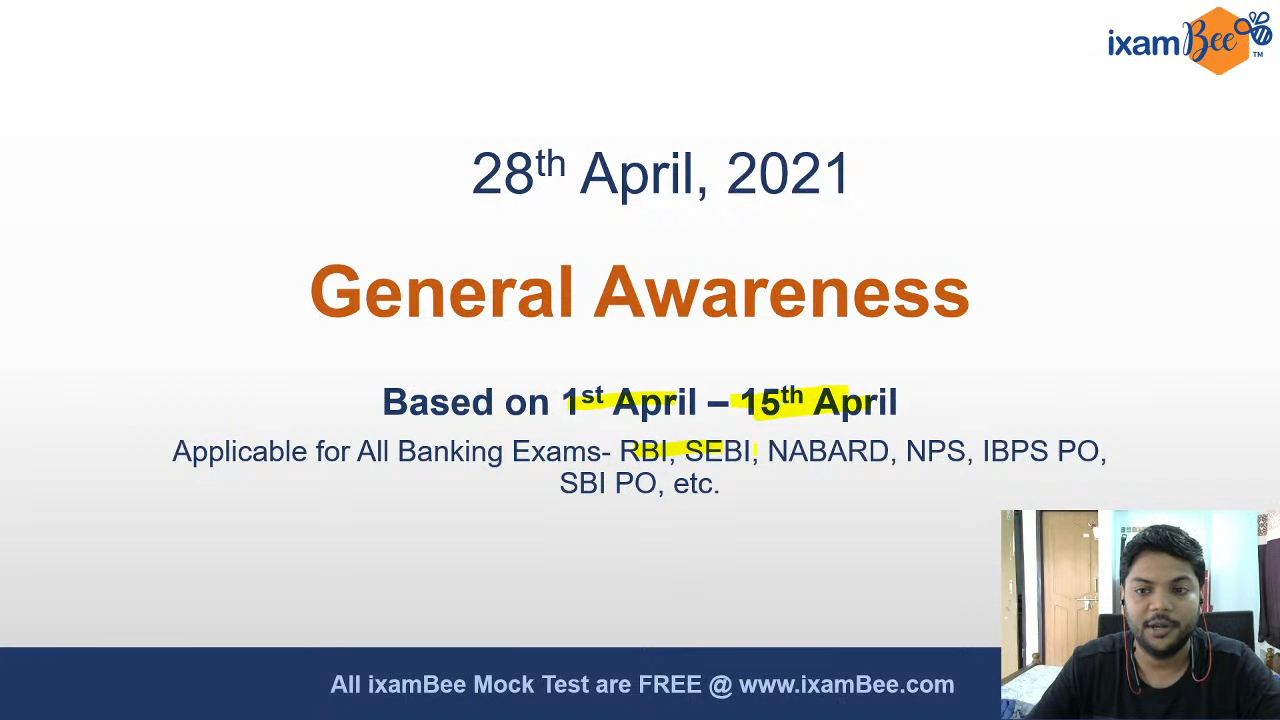 ixamBee™
28th April, 2021
General Awareness
Based on 1st April – 15th April
Applicable for All Banking Exams- RBI, SEBI, NABARD, NPS, IBPS PO,
SBI PO, etc.
All ixamBee Mock Test are FREE @ www.ixamBee.com